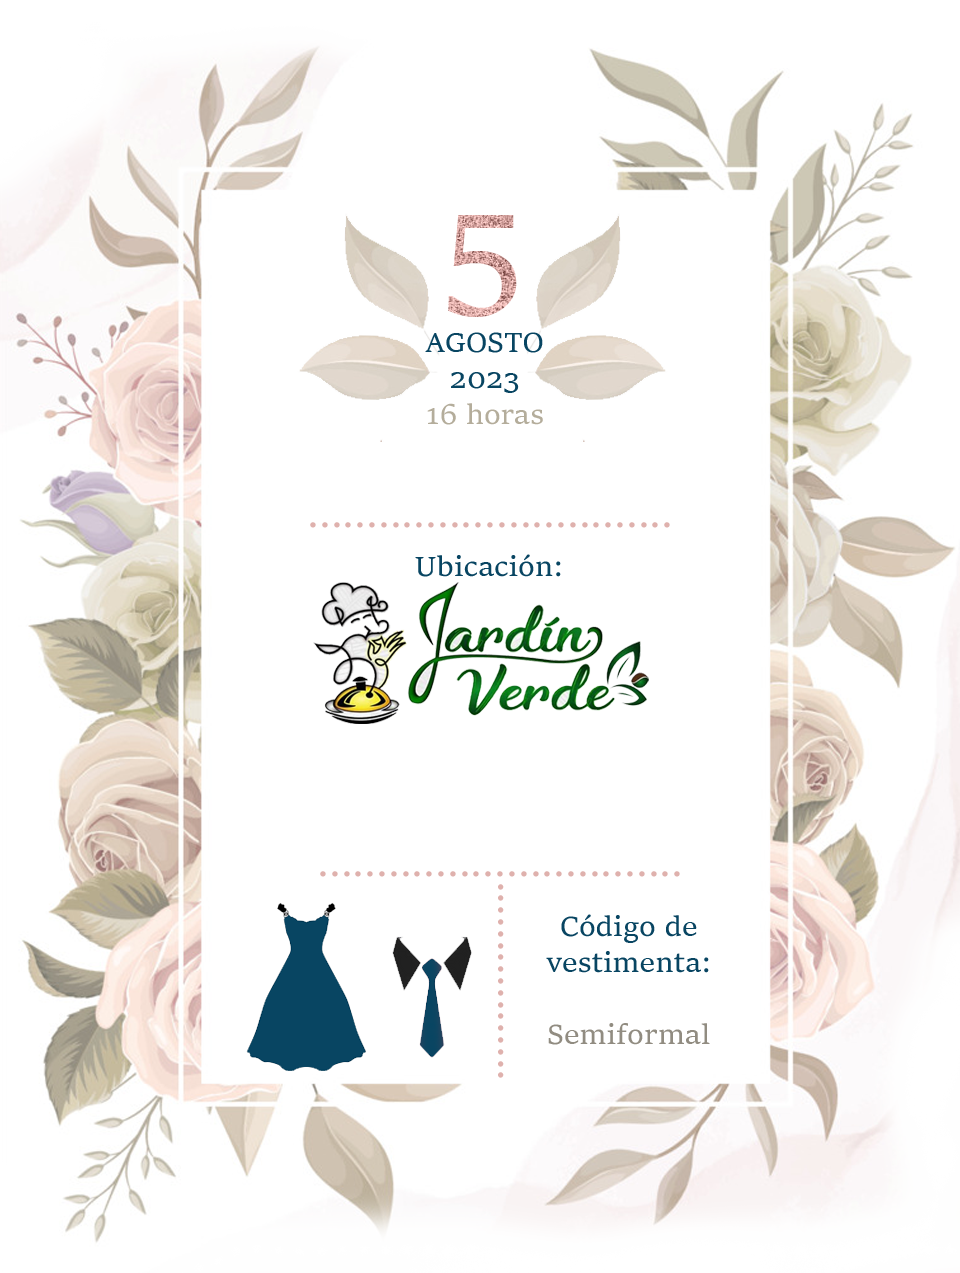 5
AGOSTO
2023
16 horas
Ubicación:
Jardín
Verde
Código de
vestimenta:
Semiformal